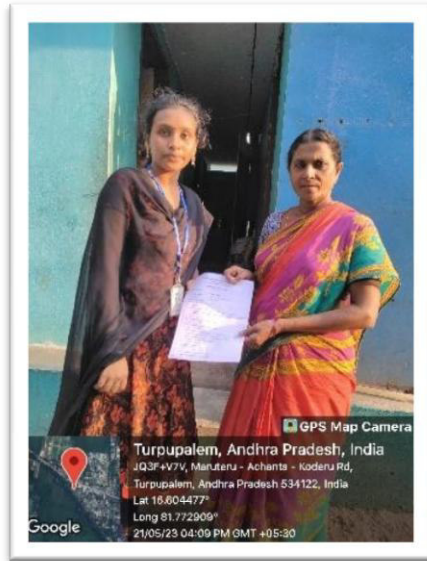 GPS Map Camera
Turpupalem, Andhra Pradesh, India
JQ3F+V7V, Maruteru - Achanta - Koderu Rd,
Turpupalem, Andhra Pradesh 534122, India
Lat 16.604477°
Long 81.772909°
21/05/23 04:09 PM GMT +05:30
Google